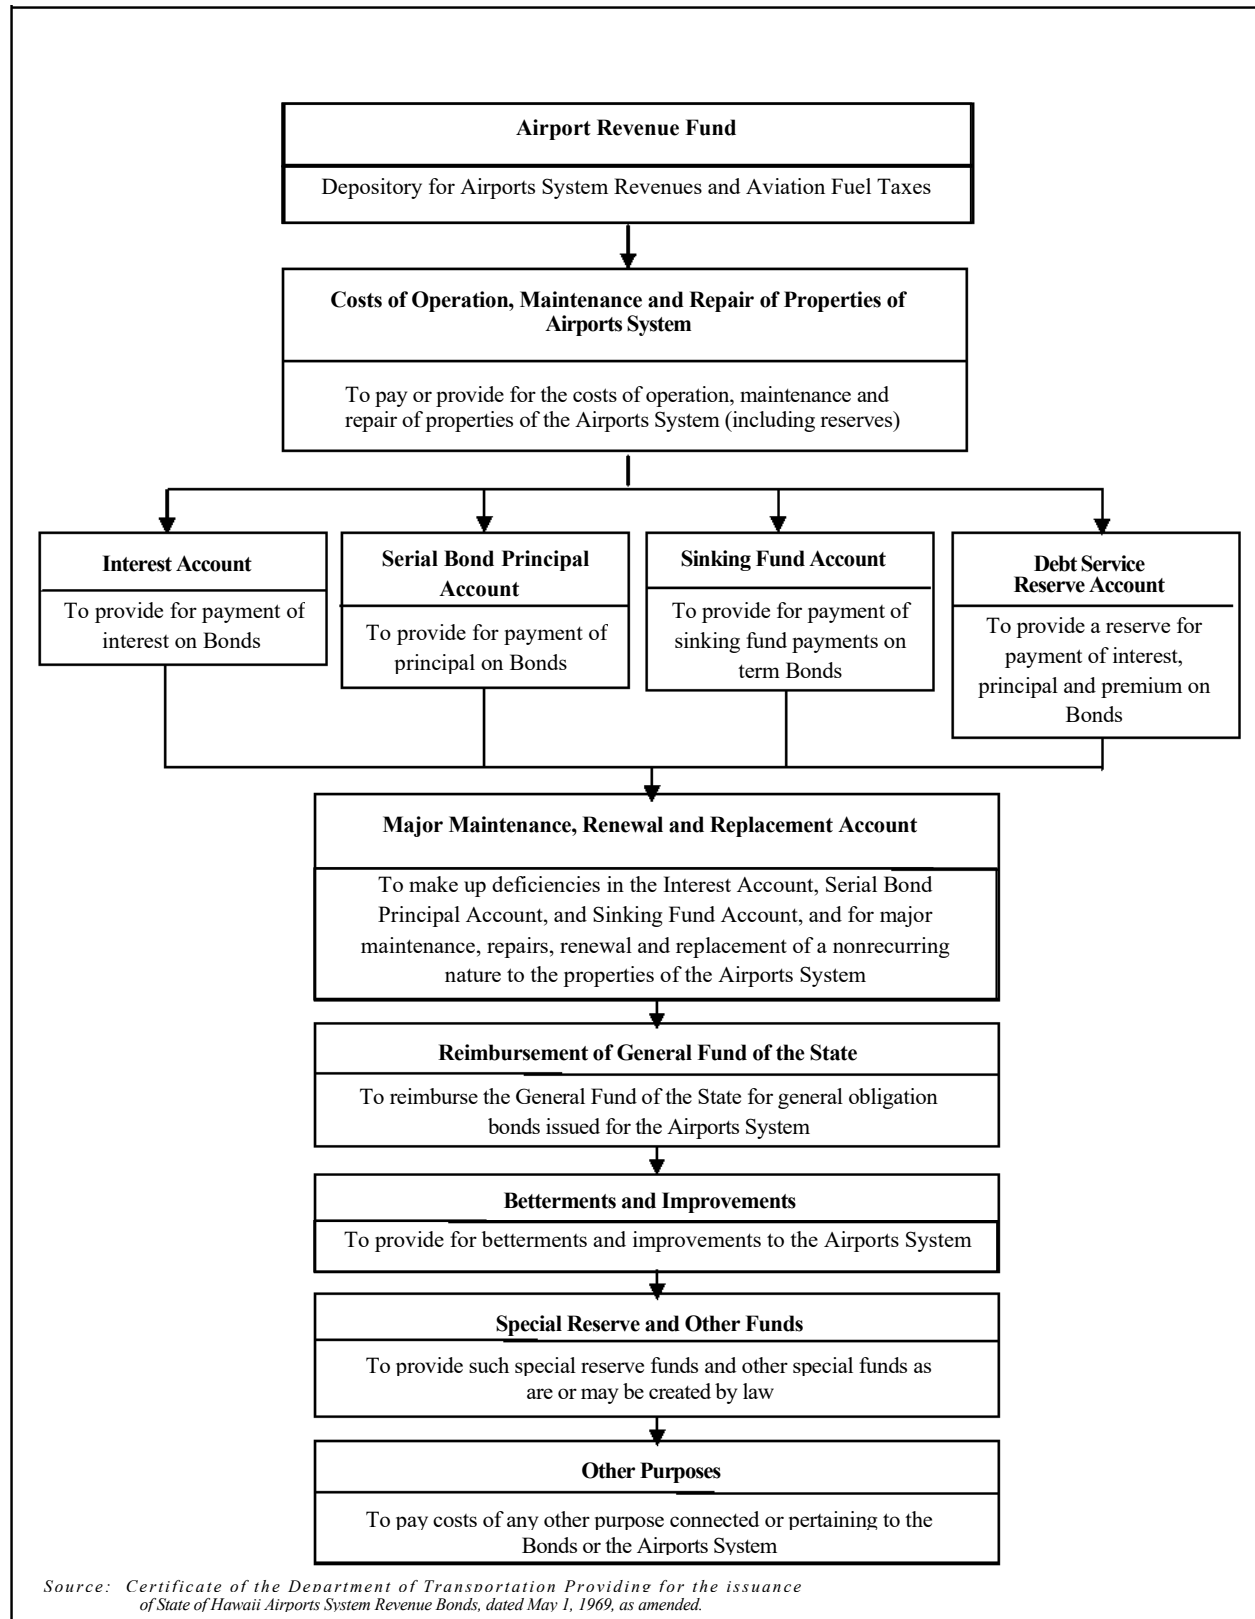 Airport Revenue Fund
Depository for Airports System Revenues and Aviation Fuel Taxes
Costs of Operation, Maintenance and Repair of Properties of
Airports System
To pay or provide for the costs of operation, maintenance and
repair of properties of the Airports System (including reserves)
Interest Account
To provide for payment of
interest on Bonds
Serial Bond Principal
Account
To provide for payment of
principal on Bonds
Sinking Fund Account
To provide for payment of
sinking fund payments on
term Bonds
Debt Service
Reserve Account
To provide a reserve for
payment of interest,
principal and premium on
Bonds
Major Maintenance, Renewal and Replacement Account
To make up deficiencies in the Interest Account, Serial Bond
Principal Account, and Sinking Fund Account, and for major
maintenance, repairs, renewal and replacement of a nonrecurring
nature to the properties of the Airports System
Reimbursement of General Fund of the State
To reimburse the General Fund of the State for general obligation
bonds issued for the Airports System
Betterments and Improvements
To provide for betterments and improvements to the Airports System
Special Reserve and Other Funds
To provide such special reserve funds and other special funds as
are or may be created by law
Other Purposes
To pay costs of any other purpose connected or pertaining to the
Bonds or the Airports System
Source: Certificate of the Department of Transportation Providing for the issuance
of State of Hawaii Airports System Revenue Bonds, dated May 1, 1969, as amended.